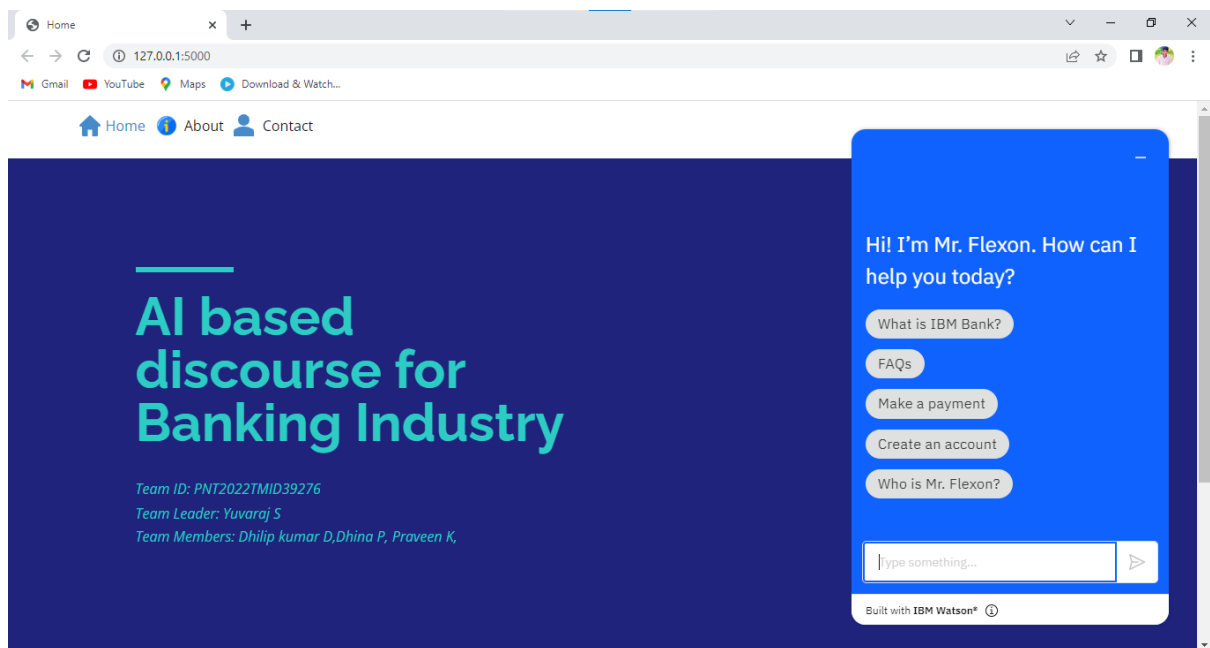 Home
127.0.0.1:5000
Gmail YouTube Maps Download & Watch...
Home About Contact
AI based
discourse for
Banking Industry
Team ID: PNT2022TMID39276
Team Leader: Yuvaraj S
Team Members: Dhilip kumar D,Dhina P, Praveen K,
Hi! I'm Mr. Flexon. How can I
help you today?
What is IBM Bank?
FAQs
Make a payment
Create an account
Who is Mr. Flexon?
Type something...
Built with IBM Watson®